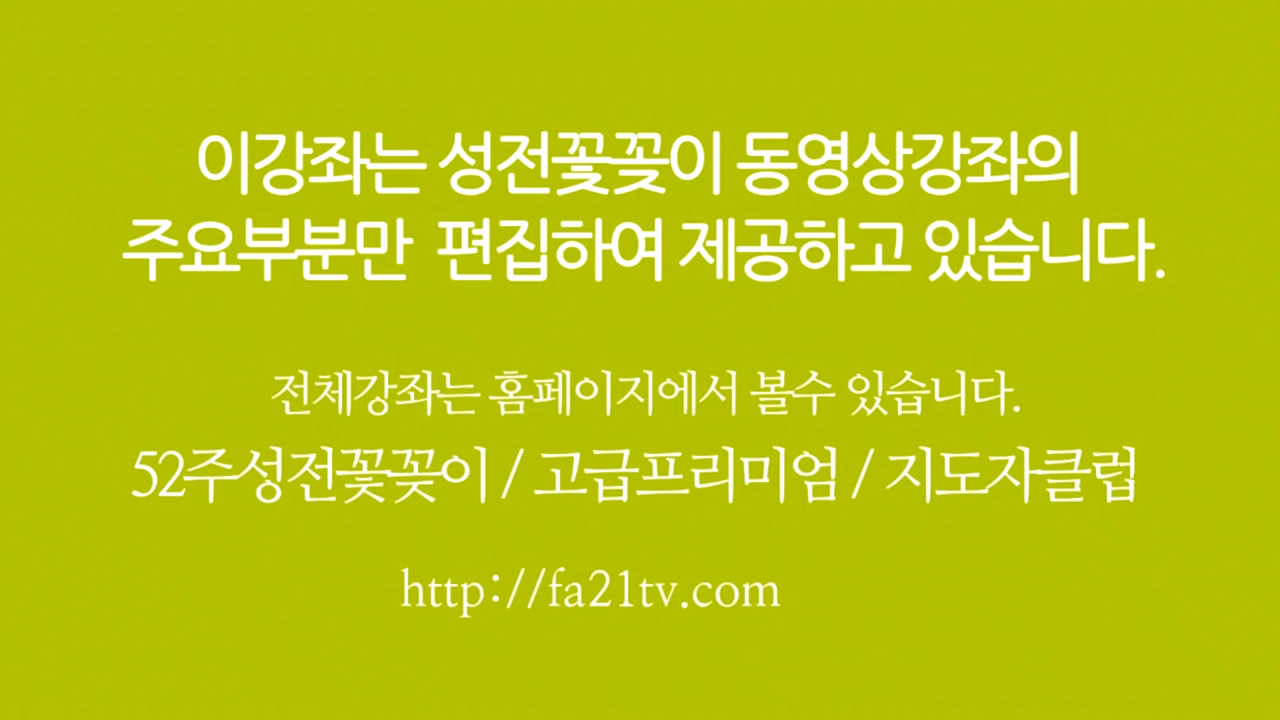 이강좌는 성전꽃꽂이 동영상강좌의
주요부분만 편집하여 제공하고 있습니다.
전체강좌는 홈페이지에서 볼수 있습니다.
52주성전꽃꽂이 / 고급프리미엄 / 지도자클럽
http://fa21tv.com